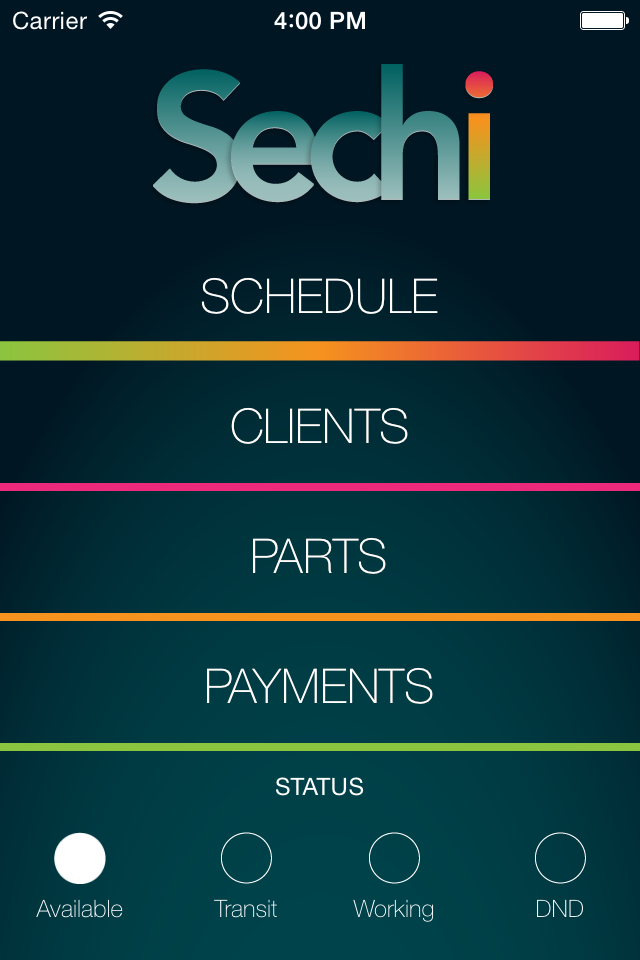 Carrier 4:00 PM
Sechi
SCHEDULE
CLIENTS
PARTS
PAYMENTS
STATUS
Available Transit Working DND